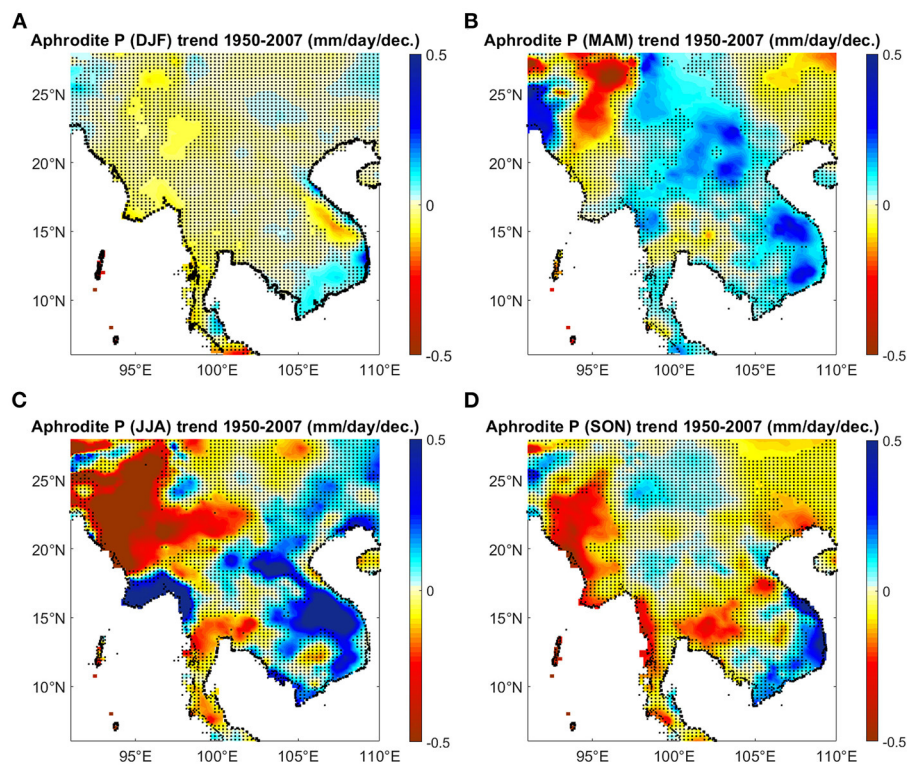 A
Aphrodite P (DJF) trend 1950-2007 (mm/day/dec.)
25°N
20°N
15°N
10°N
95°E 100°E 105°E 110°E
0.5
0
-0.5
B
Aphrodite P (MAM) trend 1950-2007 (mm/day/dec.)
25°N
20°N
15°N
10°N
95°E 100°E 105°E 110°E
0.5
0
-0.5
C
Aphrodite P (JJA) trend 1950-2007 (mm/day/dec.)
25°N
20°N
15°N
10°N
95°E 100°E 105°E 110°E
0.5
0
-0.5
D
Aphrodite P (SON) trend 1950-2007 (mm/day/dec.)
25°N
20°N
15°N
10°N
95°E 100°E 105°E 110°E
0.5
0
-0.5